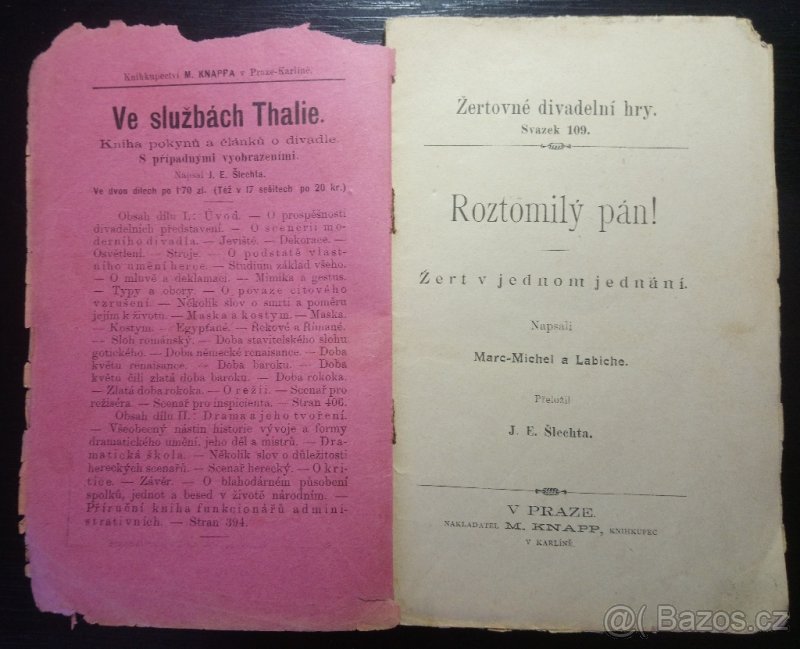 Knihkupectví M. KNAPPA v Praze-Karlíně.
Ve službách Thalie.
Kniha pokynů a článků o divadle.
S případnými vyobrazeními.
Napsal J. E. Šlechta.
Ve dvou dílech po 1·70 zl. (Též v 17 sešitech po 20 kr.)
Obsah dílu I.: Úvod. — O prospěšnosti
divadelních představení. — O scenerii mo-
derního divadla. — Jeviště. — Dekorace. —
Osvětlení. — Stroje. — O podstatě vlast-
ního umění herce. — Studium základ všeho.
— O mluvě a deklamaci. — Mimika a gestus.
— Typy a obory. — O povaze citového
vzrušení. — Několik slov o smrti a poměru
jejím k životu. — Maska a kostym. — Maska.
— Kostym. — Egypťané. — Řekové a Římané.
— Sloh románský. — Doba stavitelského slohu
gotického. — Doba německé renaisance. — Doba
květu renaisance. — Doba baroku. — Doba
květu čili zlatá doba baroku. — Doba rokoka.
— Zlatá doba rokoka. — O režii. — Scenař pro
režiséra. — Scenař pro inspicienta. — Stran 406.
Obsah dílu II.: Drama a jeho tvoření.
— Všeobecný nástin historie vývoje a formy
dramatického umění, jeho děl a mistrů. — Dra-
matická škola. — Několik slov o důležitosti
hereckých scenařů. — Scenař herecký. — O kri-
tice. — Závěr. — O blahodárném působení
spolků, jednot a besed v životě národním. —
Příruční kniha funkcionářů admini-
strativních. — Stran 394.
Žertovné divadelní hry.
Svazek 109.
Roztomilý pán!
Žert v jednom jednání.
Napsali
Marc-Michel a Labiche.
Přeložil
J. E. Šlechta.
V PRAZE.
NAKLADATEL M. KNAPP, KNIHKUPEC
V KARLÍNĚ.
@( Bazos.cz